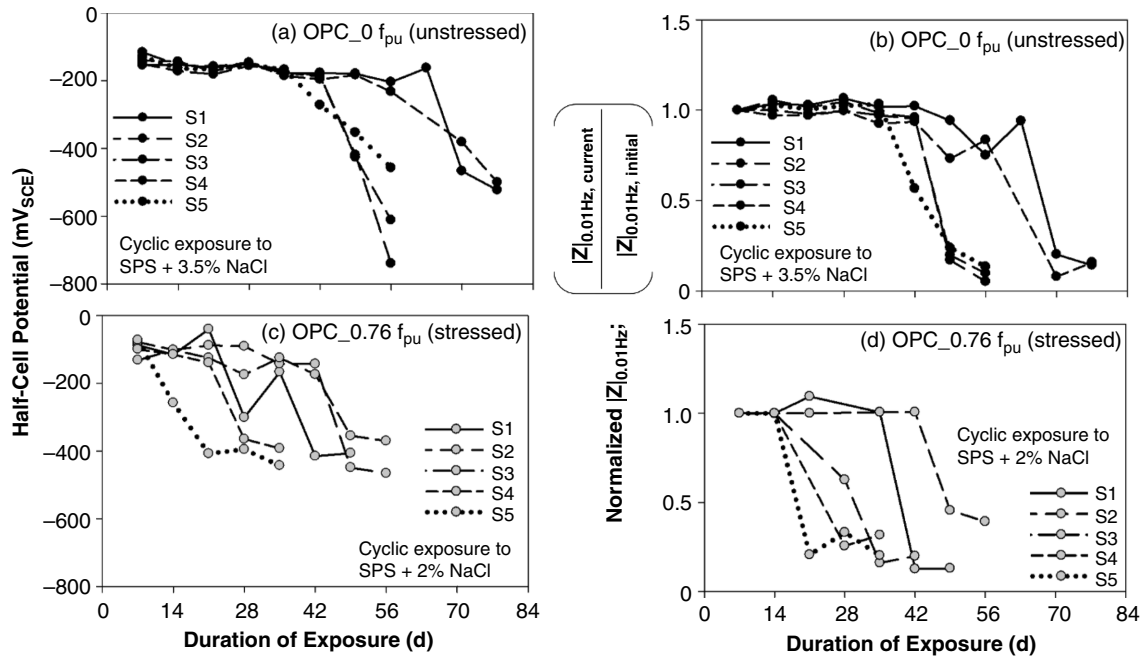 (a) OPC_0 fpu (unstressed)
0
–200
–400
–600
–800
S1
S2
S3
S4
S5
Cyclic exposure to
SPS + 3.5% NaCl
(b) OPC_0 fpu (unstressed)
1.5
1.0
0.5
0
S1
S2
S3
S4
S5
Cyclic exposure to
SPS + 3.5% NaCl
Half-Cell Potential (mVSCE)
Normalized |Z|0.01Hz;
|Z|0.01Hz, current
|Z|0.01Hz, initial
(c) OPC_0.76 fpu (stressed)
–0
–200
–400
–600
–800
S1
S2
S3
S4
S5
Cyclic exposure to
SPS + 2% NaCl
0 14 28 42 56 70 84
Duration of Exposure (d)
(d) OPC_0.76 fpu (stressed)
1.5
1.0
0.5
0
Cyclic exposure to
SPS + 2% NaCl
S1
S2
S3
S4
S5
0 14 28 42 56 70 84
Duration of Exposure (d)